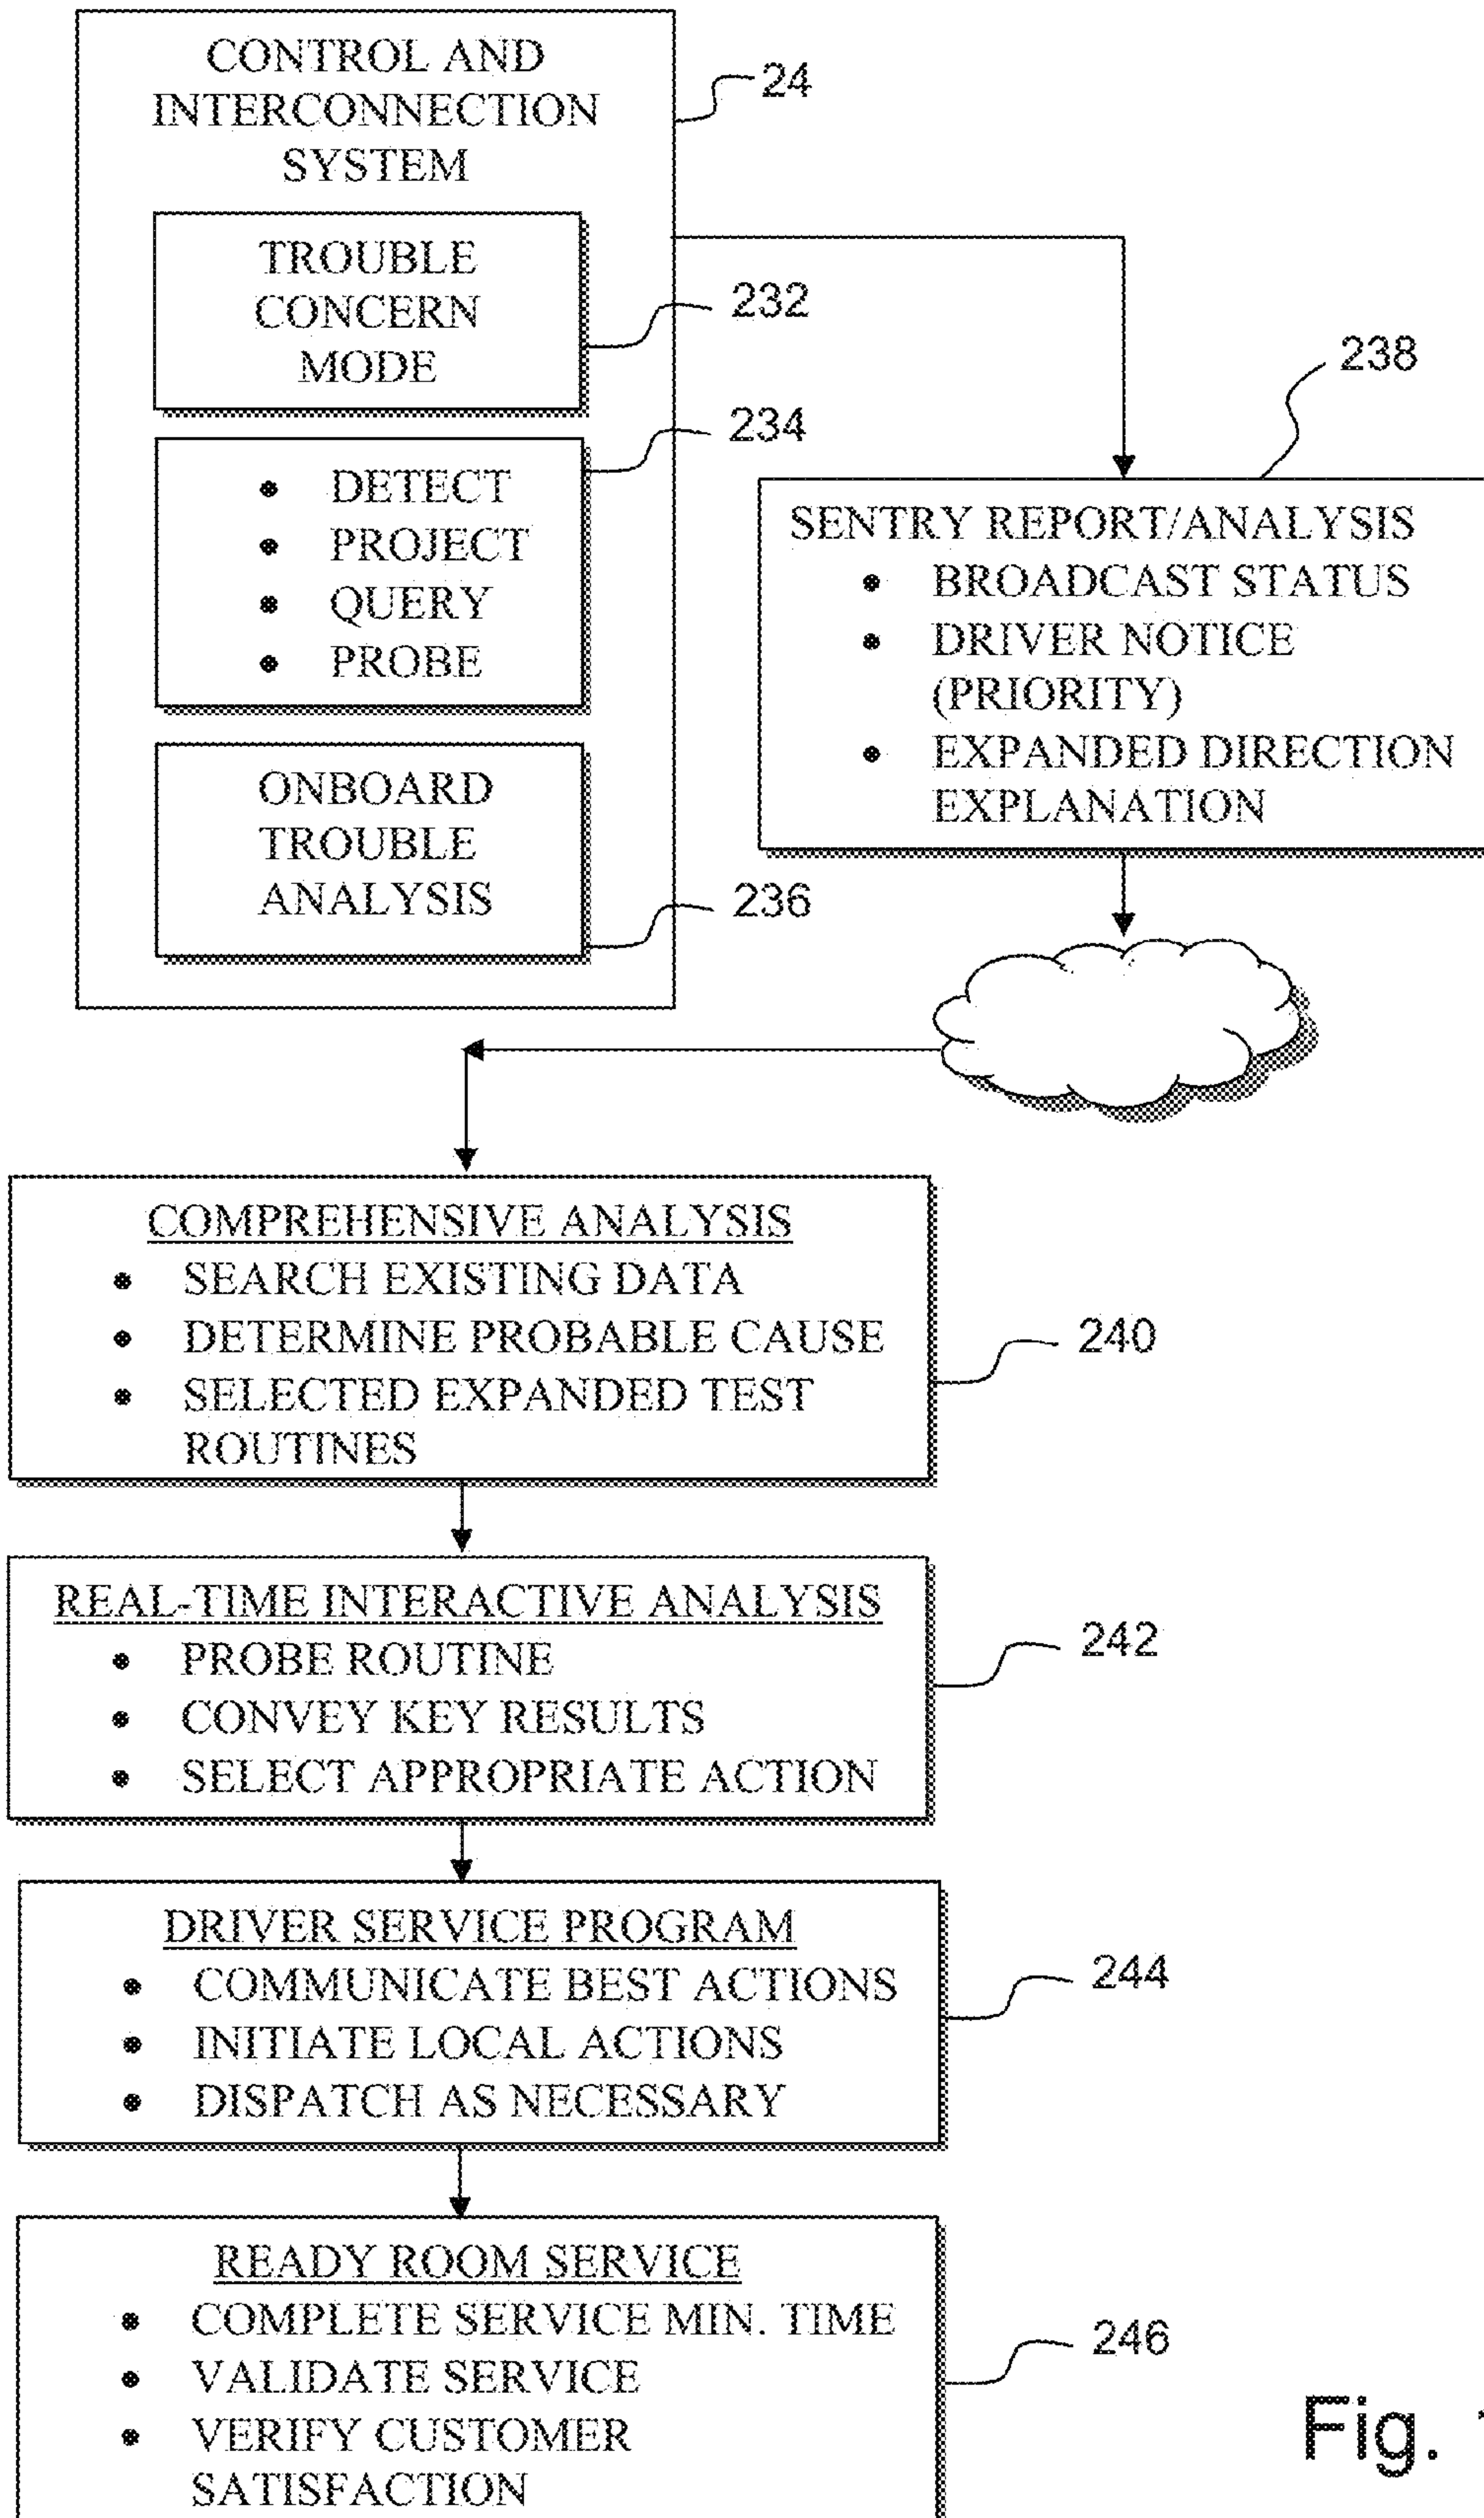 CONTROL AND
INTERCONNECTION
SYSTEM
24
TROUBLE
CONCERN
MODE
232
• DETECT
• PROJECT
• QUERY
• PROBE
234
ONBOARD
TROUBLE
ANALYSIS
236
238
SENTRY REPORT/ANALYSIS
• BROADCAST STATUS
• DRIVER NOTICE
(PRIORITY)
• EXPANDED DIRECTION
EXPLANATION
COMPREHENSIVE ANALYSIS
• SEARCH EXISTING DATA
• DETERMINE PROBABLE CAUSE
• SELECTED EXPANDED TEST
ROUTINES
240
REAL-TIME INTERACTIVE ANALYSIS
• PROBE ROUTINE
• CONVEY KEY RESULTS
• SELECT APPROPRIATE ACTION
242
DRIVER SERVICE PROGRAM
• COMMUNICATE BEST ACTIONS
• INITIATE LOCAL ACTIONS
• DISPATCH AS NECESSARY
244
READY ROOM SERVICE
• COMPLETE SERVICE MIN. TIME
• VALIDATE SERVICE
• VERIFY CUSTOMER
SATISFACTION
246
Fig.